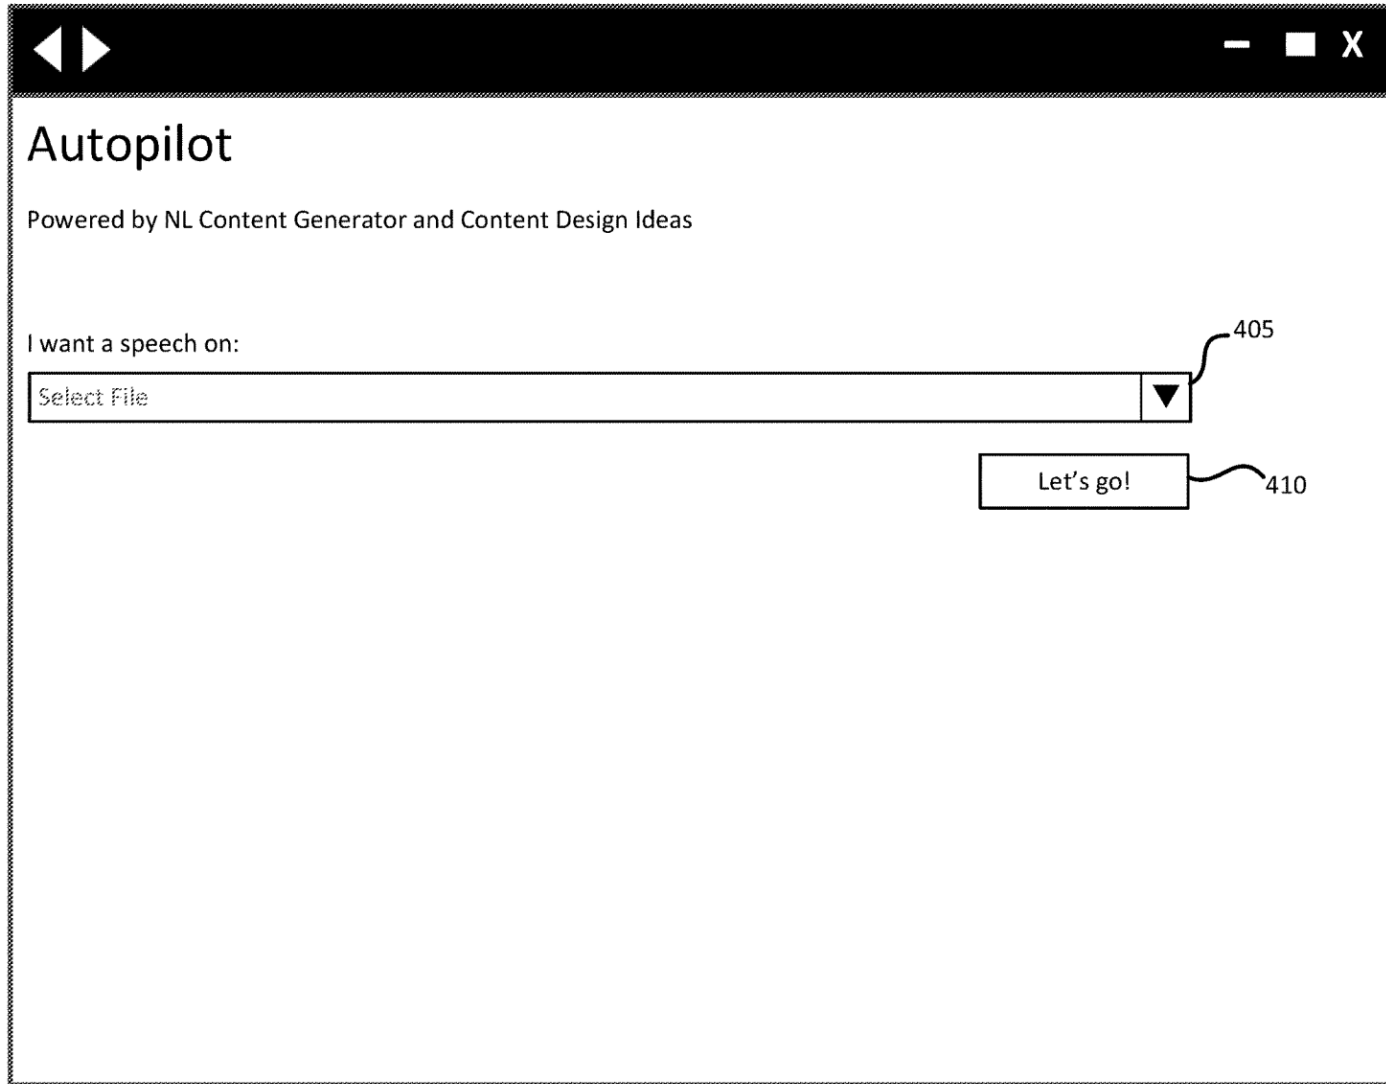 X
Autopilot
Powered by NL Content Generator and Content Design Ideas
I want a speech on:
405
Select File
Let's go!
410